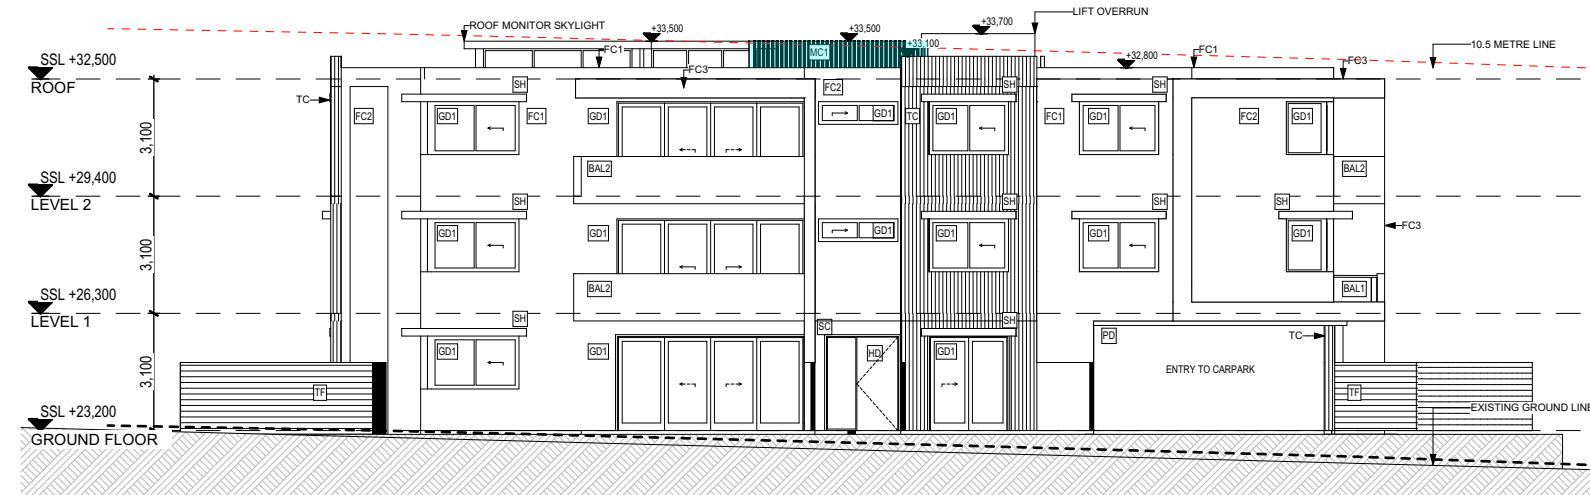 LIFT OVERRUN
ROOF MONITOR SKYLIGHT
+33,500
+33,500
+33,700
MC1
+33,100
FC1
+32,800
FC1
10.5 METRE LINE
SSL +32,500
ROOF
FC3
FC3
SH
FC2
SH
SH
TC
FC2
GD1
FC1
GD1
GD1
TC
GD1
FC1
GD1
FC2
GD1
3,100
BAL2
BAL2
SSL +29,400
LEVEL 2
SH
SH
SH
SH
GD1
GD1
GD1
GD1
GD1
GD1
FC3
3,100
BAL2
BAL1
SSL +26,300
LEVEL 1
SH
SC
SH
PD
TC
GD1
GD1
HD
GD1
ENTRY TO CARPARK
3,100
TF
TF
SSL +23,200
GROUND FLOOR
EXISTING GROUND LINE